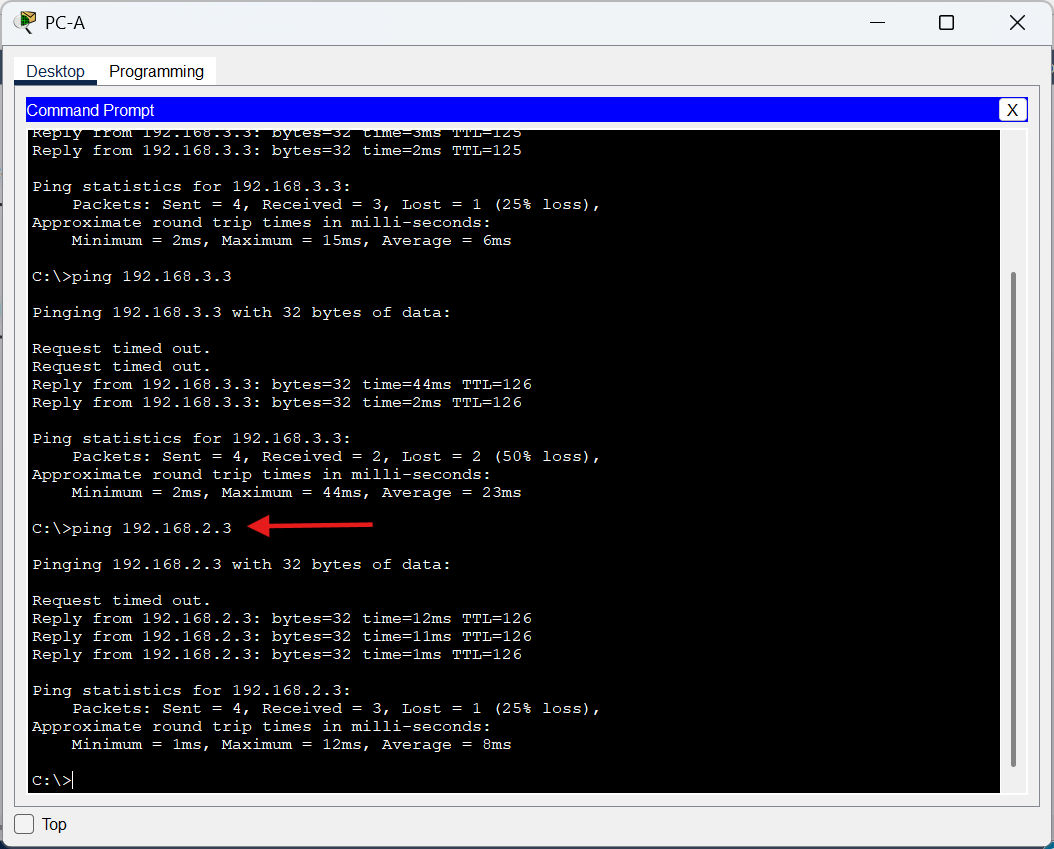 PC-A
Desktop Programming
Command Prompt X
Reply from 192.168.3.3: bytes=32 time=3ms TTL=125
Reply from 192.168.3.3: bytes=32 time=2ms TTL=125
Ping statistics for 192.168.3.3:
Packets: Sent = 4, Received = 3, Lost = 1 (25% loss),
Approximate round trip times in milli-seconds:
Minimum = 2ms, Maximum = 15ms, Average = 6ms
C:\>ping 192.168.3.3
Pinging 192.168.3.3 with 32 bytes of data:
Request timed out.
Request timed out.
Reply from 192.168.3.3: bytes=32 time=44ms TTL=126
Reply from 192.168.3.3: bytes=32 time=2ms TTL=126
Ping statistics for 192.168.3.3:
Packets: Sent = 4, Received = 2, Lost = 2 (50% loss),
Approximate round trip times in milli-seconds:
Minimum = 2ms, Maximum = 44ms, Average = 23ms
C:\>ping 192.168.2.3
Pinging 192.168.2.3 with 32 bytes of data:
Request timed out.
Reply from 192.168.2.3: bytes=32 time=12ms TTL=126
Reply from 192.168.2.3: bytes=32 time=11ms TTL=126
Reply from 192.168.2.3: bytes=32 time=1ms TTL=126
Ping statistics for 192.168.2.3:
Packets: Sent = 4, Received = 3, Lost = 1 (25% loss),
Approximate round trip times in milli-seconds:
Minimum = 1ms, Maximum = 12ms, Average = 8ms
C:\>
Top